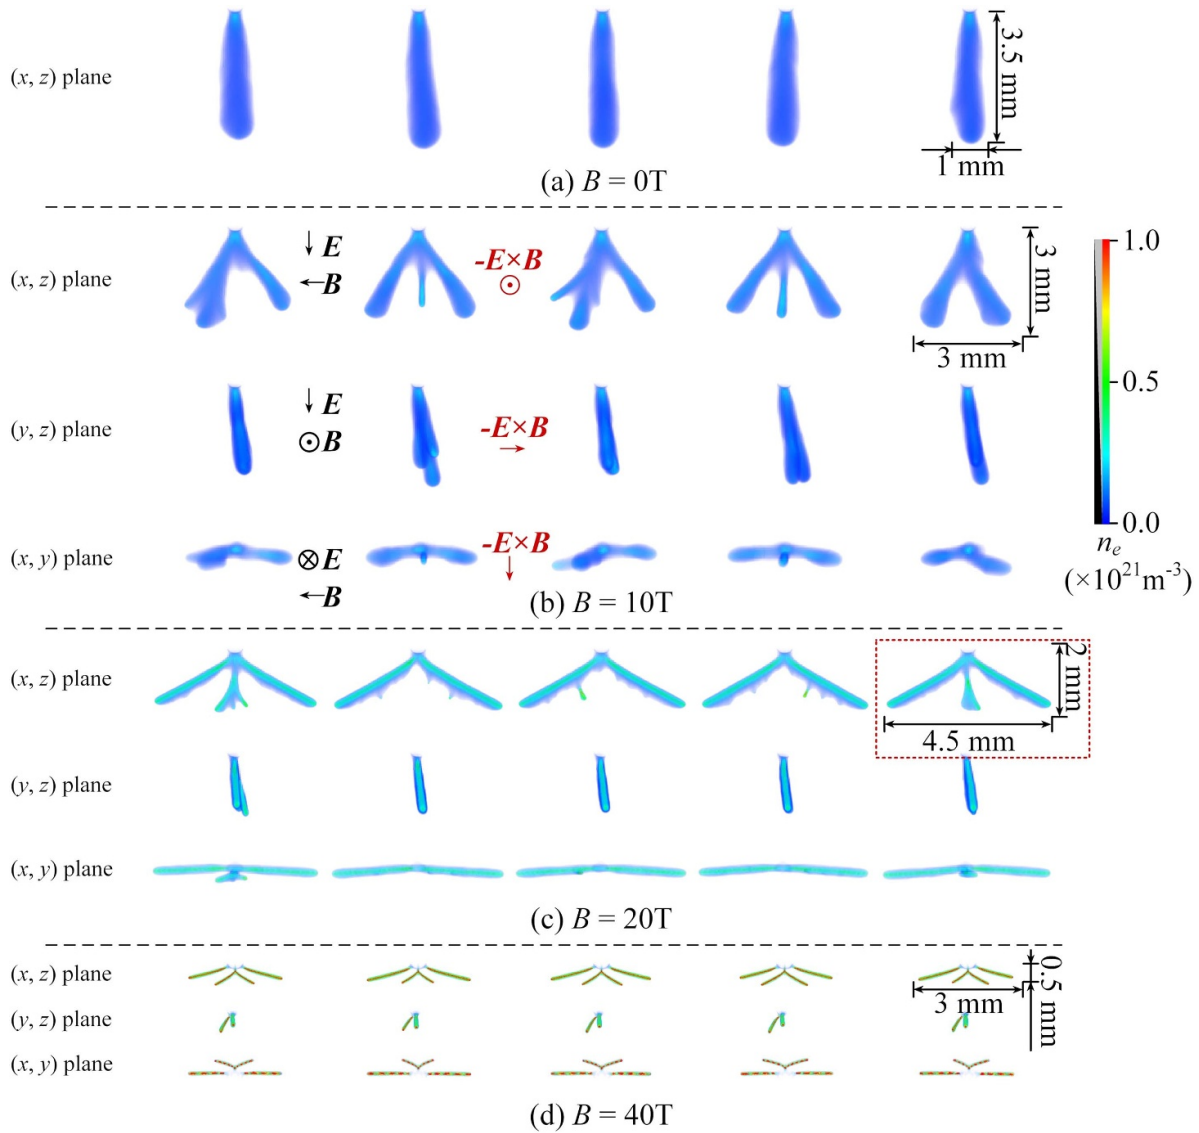 (x, z) plane
3.5 mm
1 mm
(a) B = 0T
(x, z) plane
E
B
-E×B
3 mm
3 mm
1.0
0.5
0.0
n_e
(×10²¹m⁻³)
(y, z) plane
E
B
-E×B
(x, y) plane
E
B
-E×B
(b) B = 10T
(x, z) plane
2 mm
4.5 mm
(y, z) plane
(x, y) plane
(c) B = 20T
(x, z) plane
0.5 mm
3 mm
(y, z) plane
(x, y) plane
(d) B = 40T